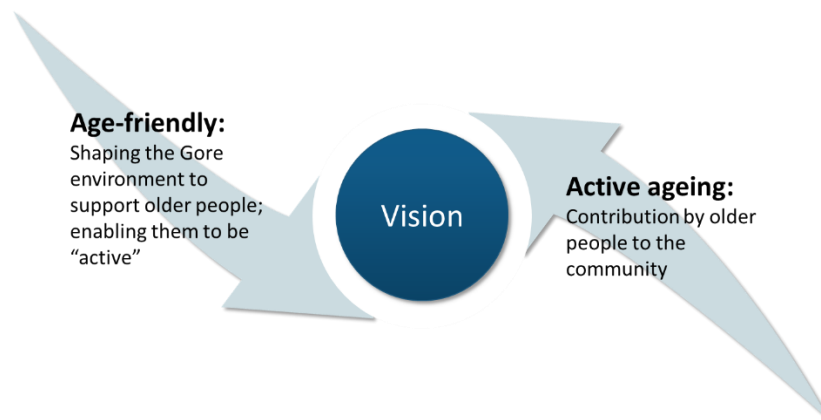 Age-friendly:
Shaping the Gore
environment to
support older people;
enabling them to be
“active”
Vision
Active ageing:
Contribution by older
people to the
community